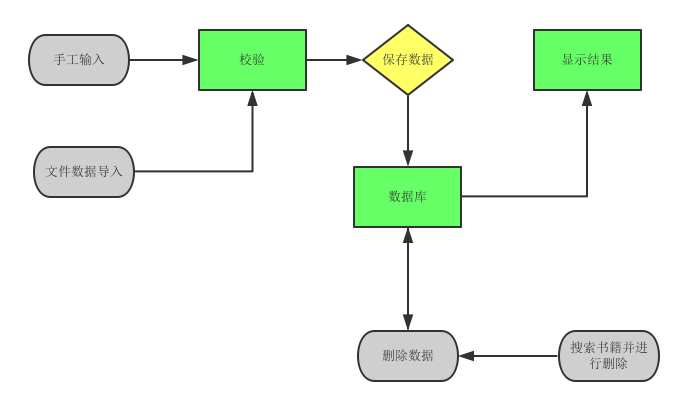 手工输入
校验
保存数据
显示结果
文件数据导入
数据库
删除数据
搜索书籍并进
行删除